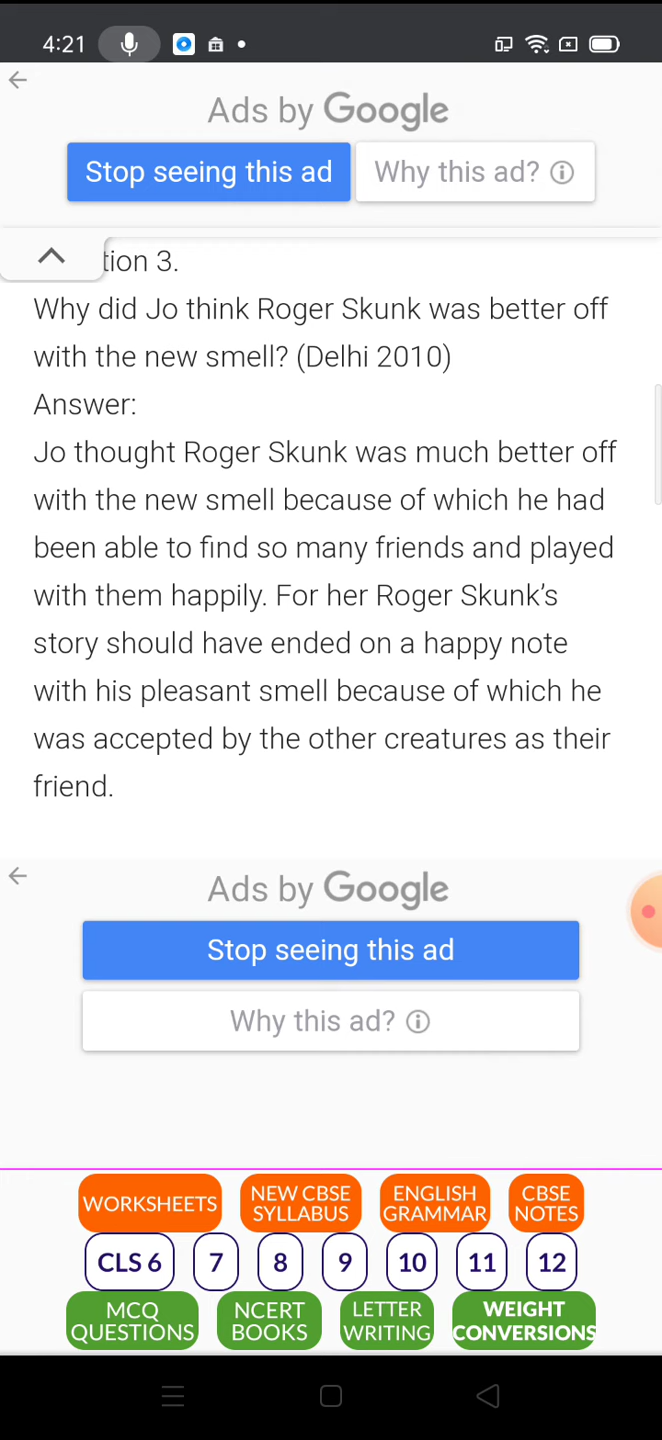 4:21
Ads by Google
Stop seeing this ad
Why this ad?
tion 3.
Why did Jo think Roger Skunk was better off
with the new smell? (Delhi 2010)
Answer:
Jo thought Roger Skunk was much better off
with the new smell because of which he had
been able to find so many friends and played
with them happily. For her Roger Skunk’s
story should have ended on a happy note
with his pleasant smell because of which he
was accepted by the other creatures as their
friend.
Ads by Google
Stop seeing this ad
Why this ad?
WORKSHEETS
NEW CBSE
SYLLABUS
ENGLISH
GRAMMAR
CBSE
NOTES
CLS 6 7 8 9 10 11 12
MCQ
QUESTIONS
NCERT
BOOKS
LETTER
WRITING
WEIGHT
CONVERSIONS